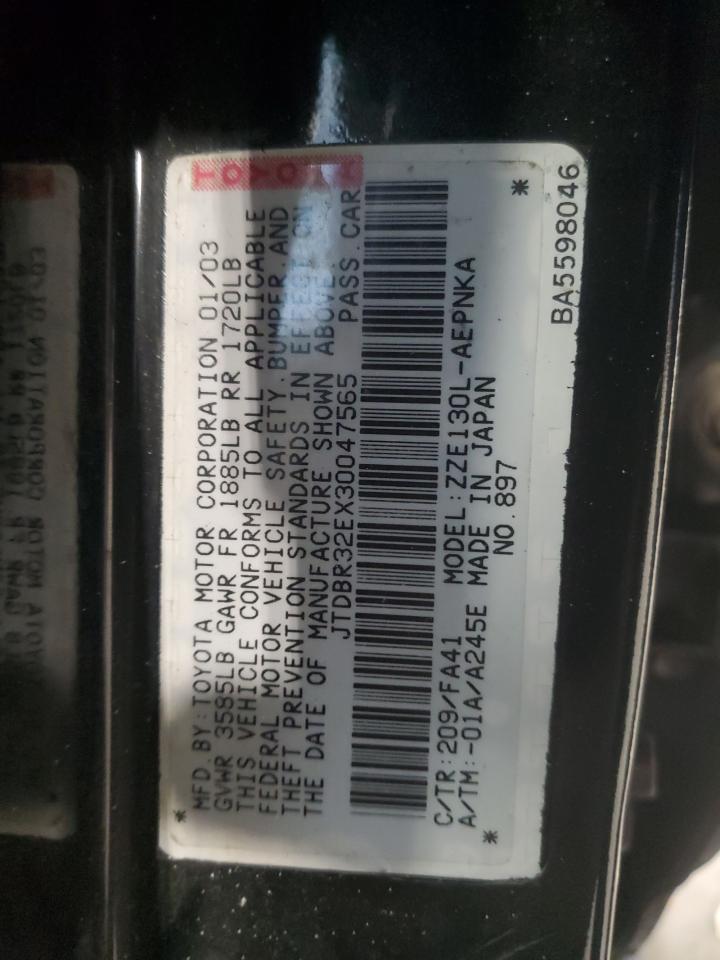 TOYOTA
MFD.BY:TOYOTA MOTOR CORPORATION 01/03
GVWR 3585LB GAWR FR 1885LB RR 1720LB
THIS VEHICLE CONFORMS TO ALL APPLICABLE
FEDERAL MOTOR VEHICLE SAFETY.BUMPER.AND
THEFT PREVENTION STANDARDS IN EFFECT ON
THE DATE OF MANUFACTURE SHOWN ABOVE.
JTDBR32EX30047565 PASS.CAR
C/TR:209/FA41 MODEL:ZZE130L-AEPNKA
A/TM:-01A/A245E MADE IN JAPAN
NO.897
BA5598046